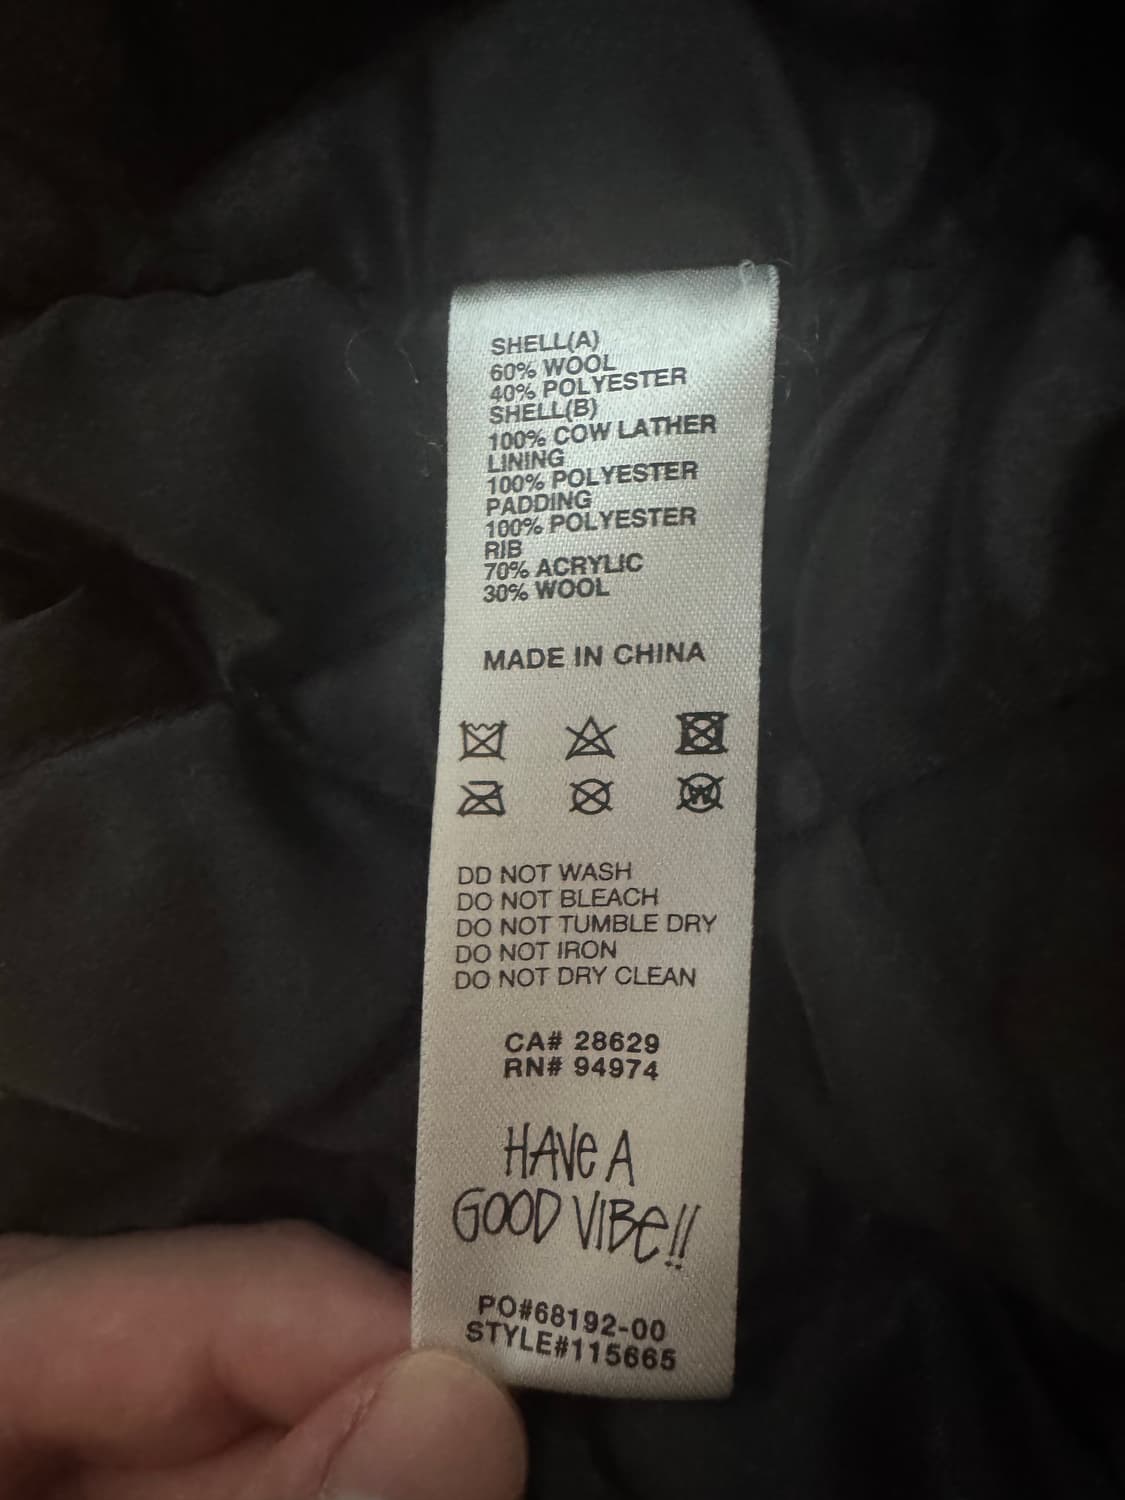 SHELL(A)
60% WOOL
40% POLYESTER
SHELL(B)
100% COW LATHER
LINING
100% POLYESTER
PADDING
100% POLYESTER
RIB
70% ACRYLIC
30% WOOL
MADE IN CHINA
W
DD NOT WASH
DO NOT BLEACH
DO NOT TUMBLE DRY
DO NOT IRON
DO NOT DRY CLEAN
CA# 28629
RN# 94974
HAVe A
GOOD VIBe!!
PO#68192-00
STYLE#115665